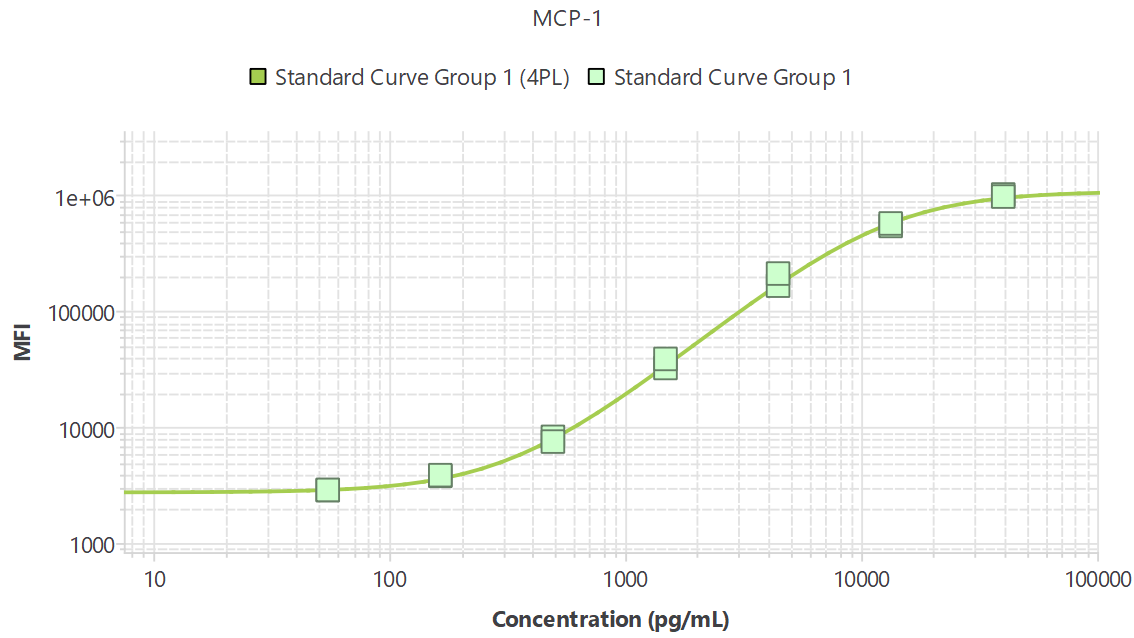 MCP-1
Standard Curve Group 1 (4PL) Standard Curve Group 1
1e+06
100000
10000
1000
MFI
10 100 1000 10000 100000
Concentration (pg/mL)